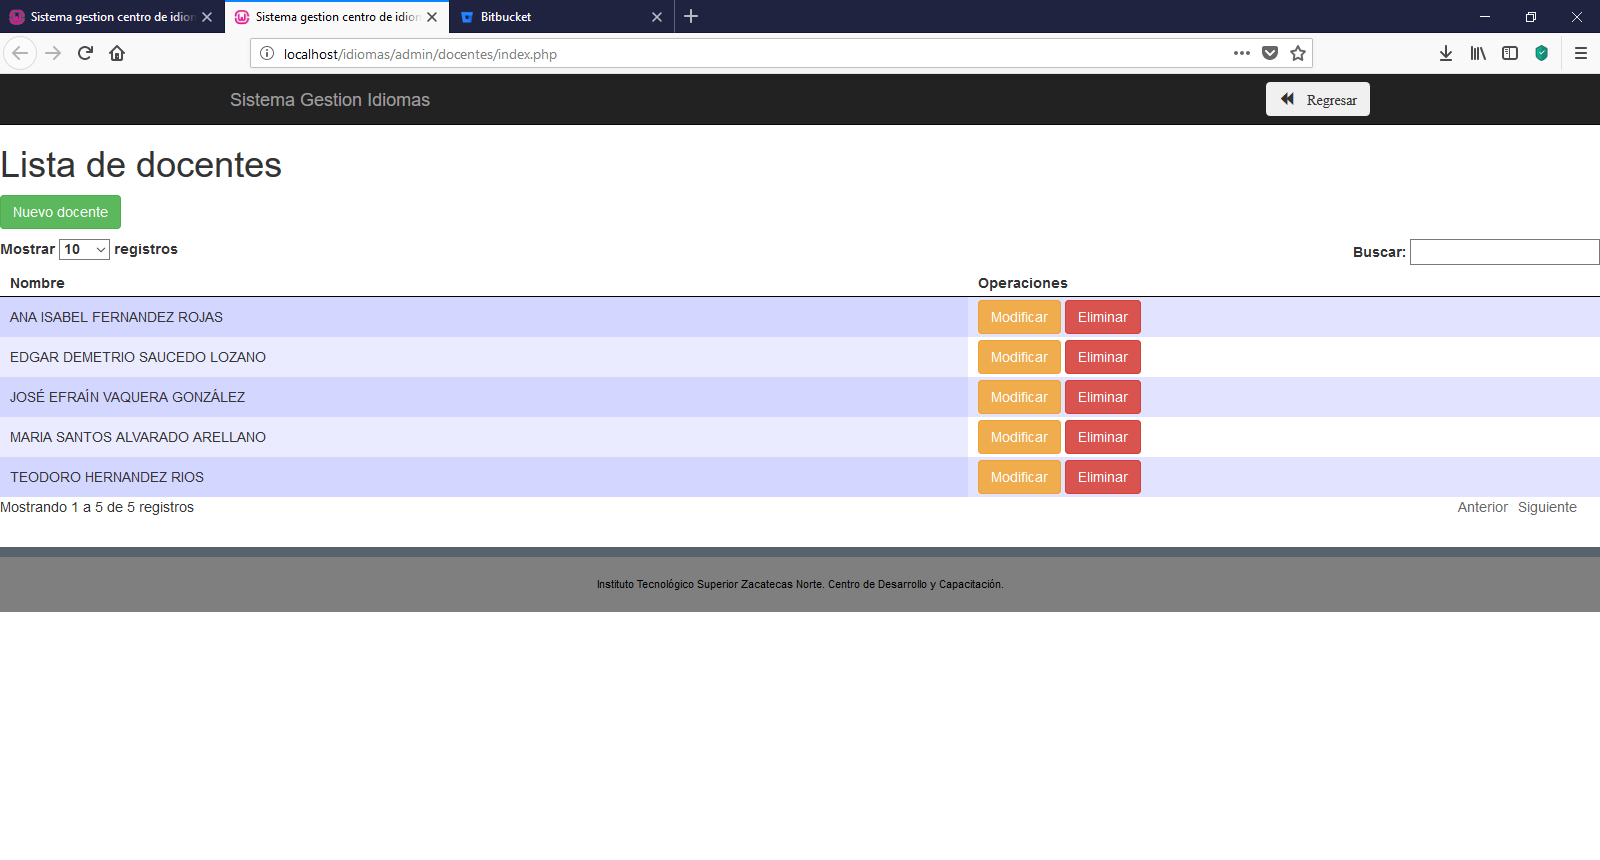 Sistema gestion centro de idion
Sistema gestion centro de idion
Bitbucket
localhost/idiomas/admin/docentes/index.php
Sistema Gestion Idiomas
Regresar
Lista de docentes
Nuevo docente
Mostrar 10 registros
Buscar:
Nombre Operaciones
ANA ISABEL FERNANDEZ ROJAS Modificar Eliminar
EDGAR DEMETRIO SAUCEDO LOZANO Modificar Eliminar
JOSÉ EFRAÍN VAQUERA GONZÁLEZ Modificar Eliminar
MARIA SANTOS ALVARADO ARELLANO Modificar Eliminar
TEODORO HERNANDEZ RIOS Modificar Eliminar
Mostrando 1 a 5 de 5 registros
Anterior Siguiente
Instituto Tecnológico Superior Zacatecas Norte. Centro de Desarrollo y Capacitación.